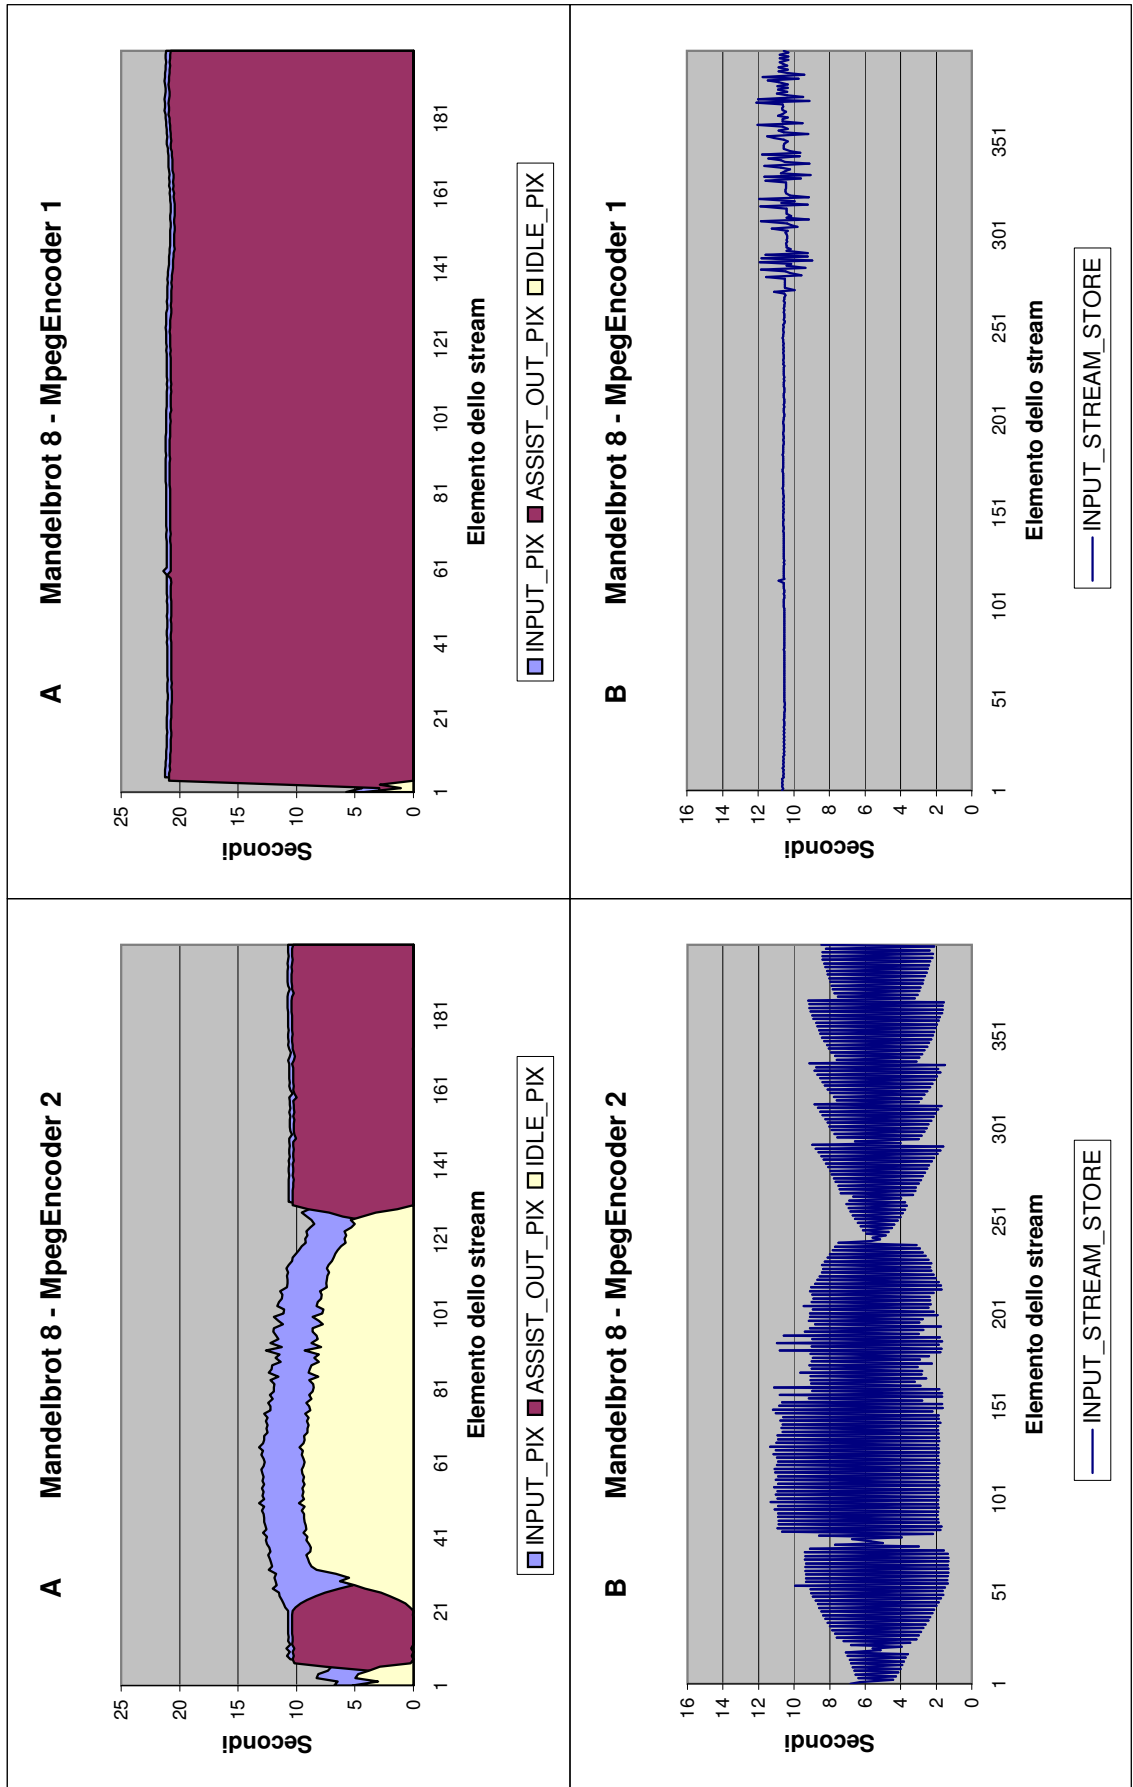 A Mandelbrot 8 - MpegEncoder 2
25
20
15
10
5
0
Secondi
1 21 41 61 81 101 121 141 161 181
Elemento dello stream
INPUT_PIX ASSIST_OUT_PIX IDLE_PIX
A Mandelbrot 8 - MpegEncoder 1
25
20
15
10
5
0
Secondi
1 21 41 61 81 101 121 141 161 181
Elemento dello stream
INPUT_PIX ASSIST_OUT_PIX IDLE_PIX
B Mandelbrot 8 - MpegEncoder 2
16
14
12
10
8
6
4
2
0
Secondi
1 51 101 151 201 251 301 351
Elemento dello stream
INPUT_STREAM_STORE
B Mandelbrot 8 - MpegEncoder 1
16
14
12
10
8
6
4
2
0
Secondi
1 51 101 151 201 251 301 351
Elemento dello stream
INPUT_STREAM_STORE